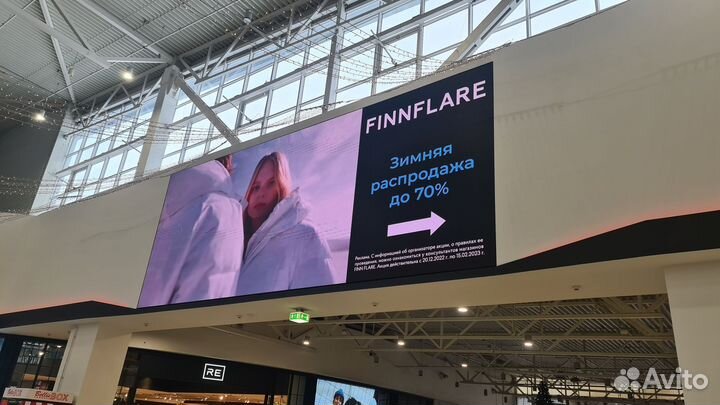 FINNFLARE
Зимняя
распродажа
до 70%
Реклама. С информацией об организаторе акции, о правилах ее
проведения, можно ознакомиться у консультантов магазинов
FINN FLARE. Акция действительна с 20.12.2022 г. по 15.02.2023 г.
RE
Avito